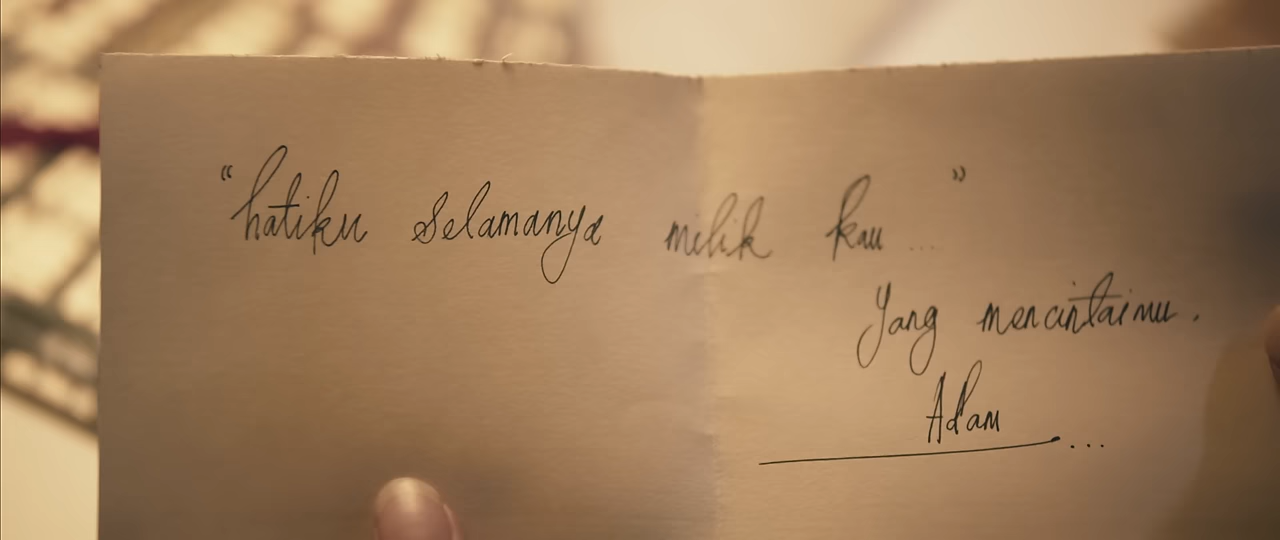 “hatiku selamanya milik kau ...”
Yang mencintaimu.
Adam...